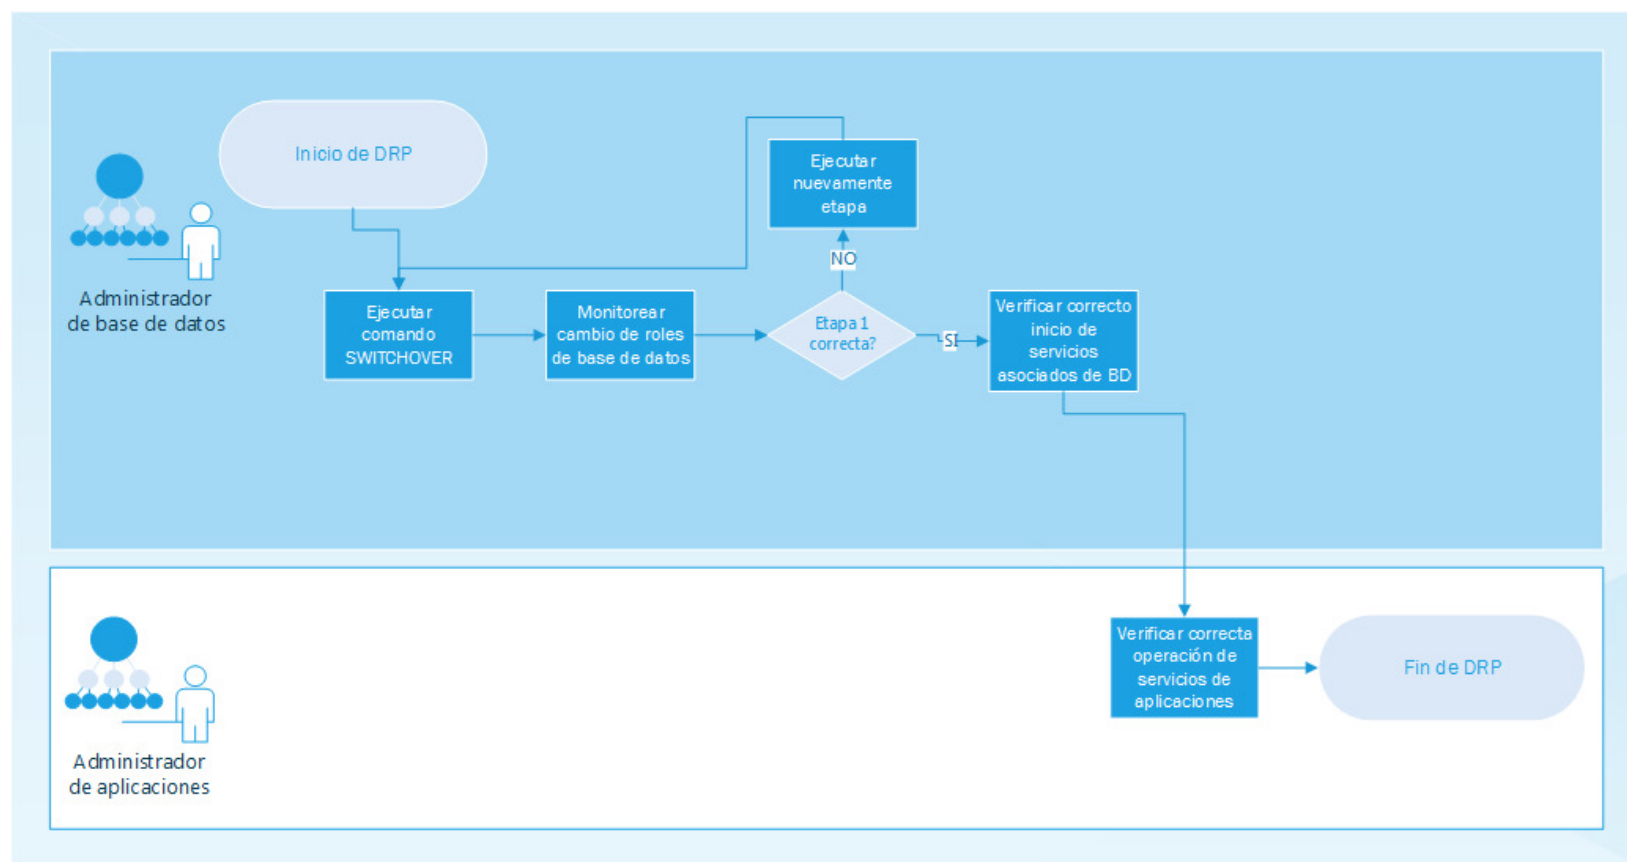 Inicio de DRP
Administrador
de base de datos
Ejecutar
nuevamente
etapa
NO
Ejecutar
comando
SWITCHOVER
Monitorear
cambio de roles
de base de datos
Etapa 1
correcta?
SI
Verificar correcto
inicio de
servicios
asociados de BD
Administrador
de aplicaciones
Verificar correcta
operación de
servicios de
aplicaciones
Fin de DRP